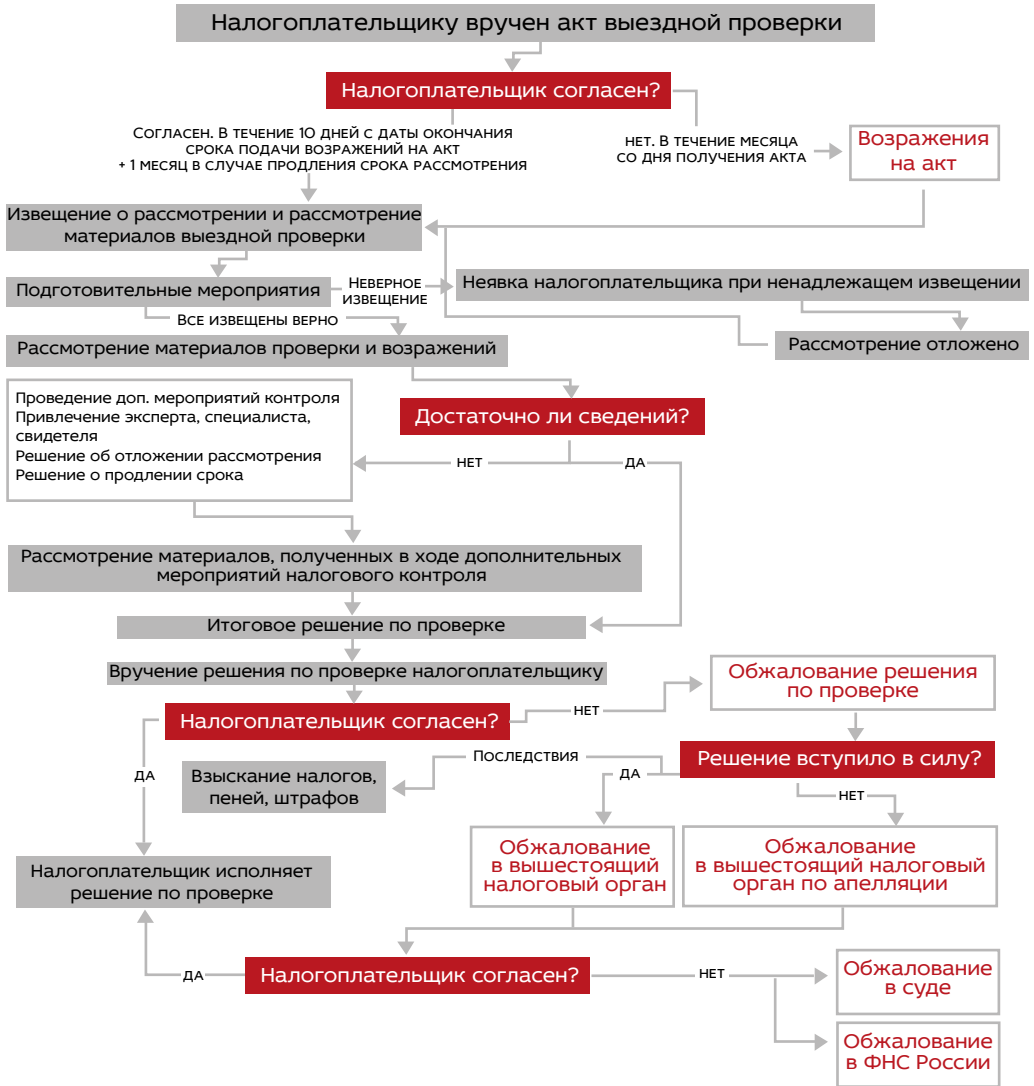 Налогоплательщику вручен акт выездной проверки
Налогоплательщик согласен?
Согласен. В течение 10 дней с даты окончания
срока подачи возражений на акт
+ 1 месяц в случае продления срока рассмотрения
нет. В течение месяца
со дня получения акта
Возражения
на акт
Извещение о рассмотрении и рассмотрение
материалов выездной проверки
Подготовительные мероприятия
Неверное
извещение
Неявка налогоплательщика при ненадлежащем извещении
Все извещены верно
Рассмотрение отложено
Рассмотрение материалов проверки и возражений
Проведение доп. мероприятий контроля
Привлечение эксперта, специалиста,
свидетеля
Решение об отложении рассмотрения
Решение о продлении срока
Достаточно ли сведений?
нет
да
Рассмотрение материалов, полученных в ходе дополнительных
мероприятий налогового контроля
Итоговое решение по проверке
Вручение решения по проверке налогоплательщику
Обжалование решения
по проверке
Налогоплательщик согласен?
нет
Последствия
Решение вступило в силу?
да
Взыскание налогов,
пеней, штрафов
да
нет
Обжалование
в вышестоящий
налоговый орган
Обжалование
в вышестоящий налоговый
орган по апелляции
Налогоплательщик исполняет
решение по проверке
да
Налогоплательщик согласен?
нет
Обжалование
в суде
Обжалование
в ФНС России